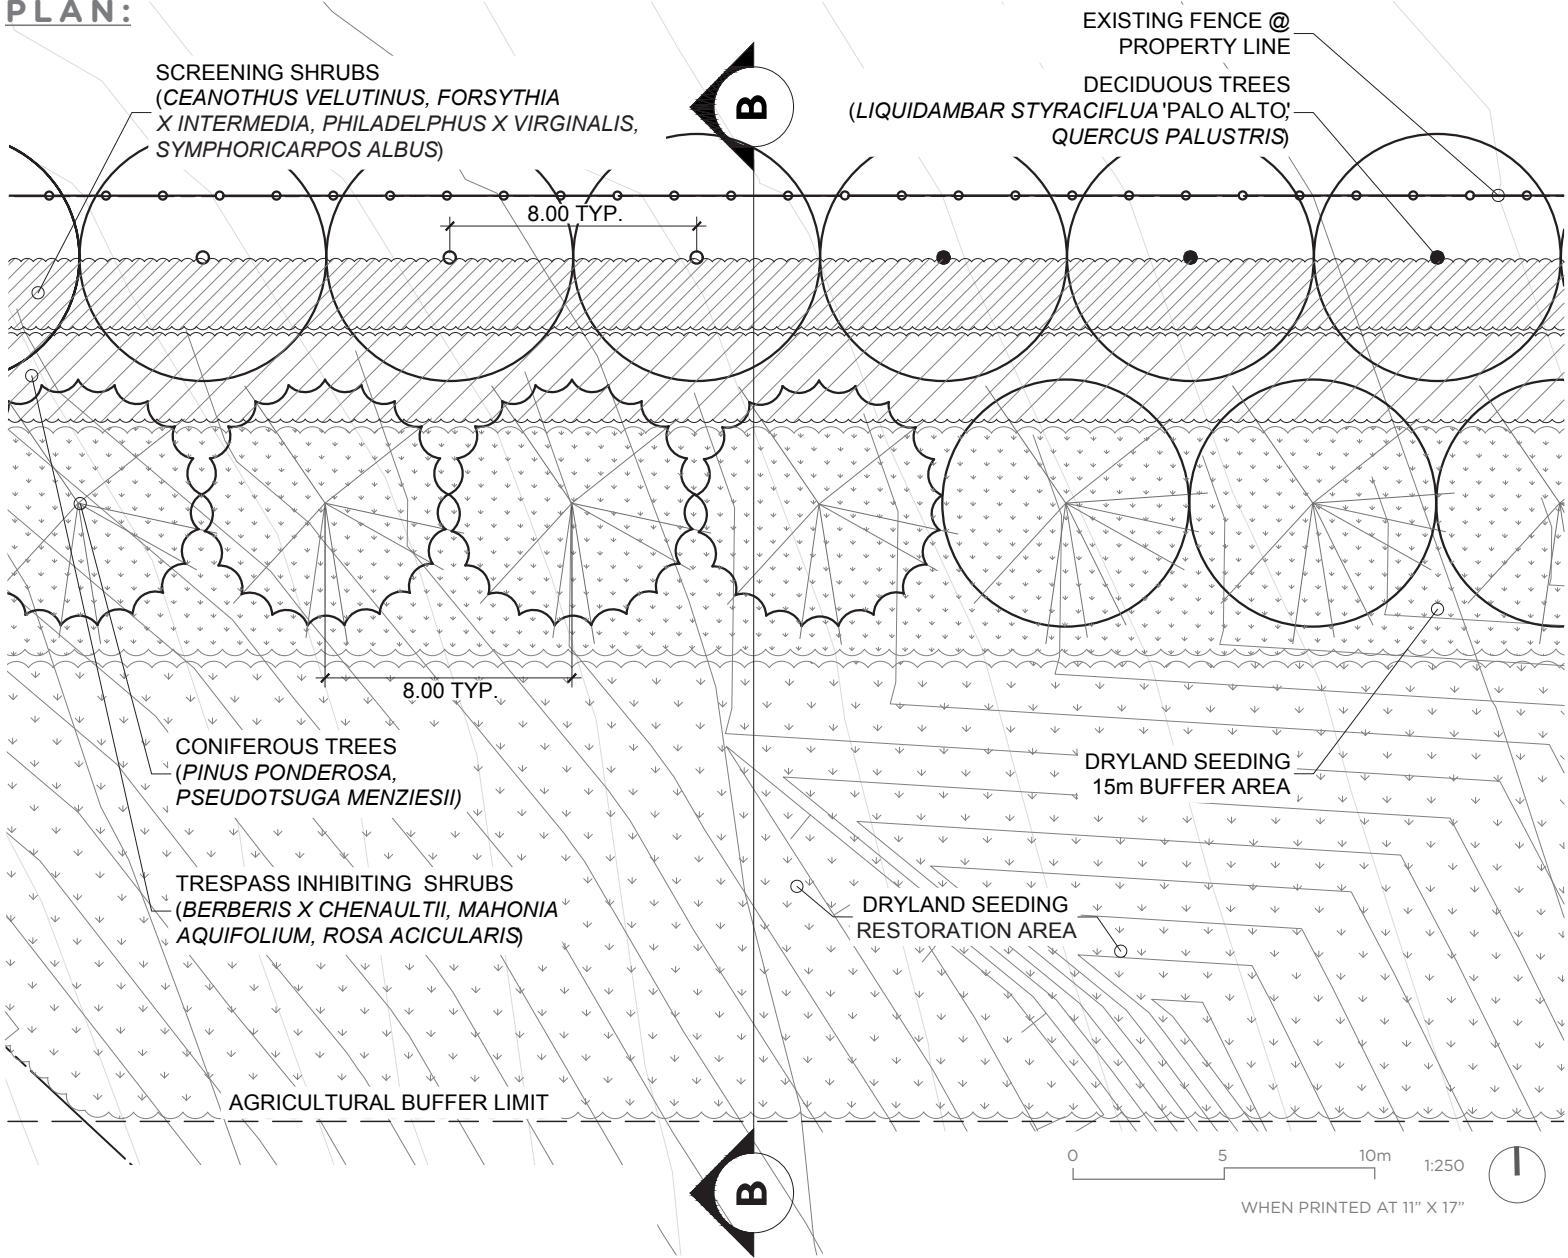 PLAN:
SCREENING SHRUBS
(CEANOTHUS VELUTINUS, FORSYTHIA
X INTERMEDIA, PHILADELPHUS X VIRGINALIS,
SYMPHORICARPOS ALBUS)
B
EXISTING FENCE @
PROPERTY LINE
DECIDUOUS TREES
(LIQUIDAMBAR STYRACIFLUA 'PALO ALTO',
QUERCUS PALUSTRIS)
8.00 TYP.
8.00 TYP.
CONIFEROUS TREES
(PINUS PONDEROSA,
PSEUDOTSUGA MENZIESII)
DRYLAND SEEDING
15m BUFFER AREA
TRESPASS INHIBITING SHRUBS
(BERBERIS X CHENAULTII, MAHONIA
AQUIFOLIUM, ROSA ACICULARIS)
DRYLAND SEEDING
RESTORATION AREA
AGRICULTURAL BUFFER LIMIT
B
0 5 10m 1:250
WHEN PRINTED AT 11" X 17"